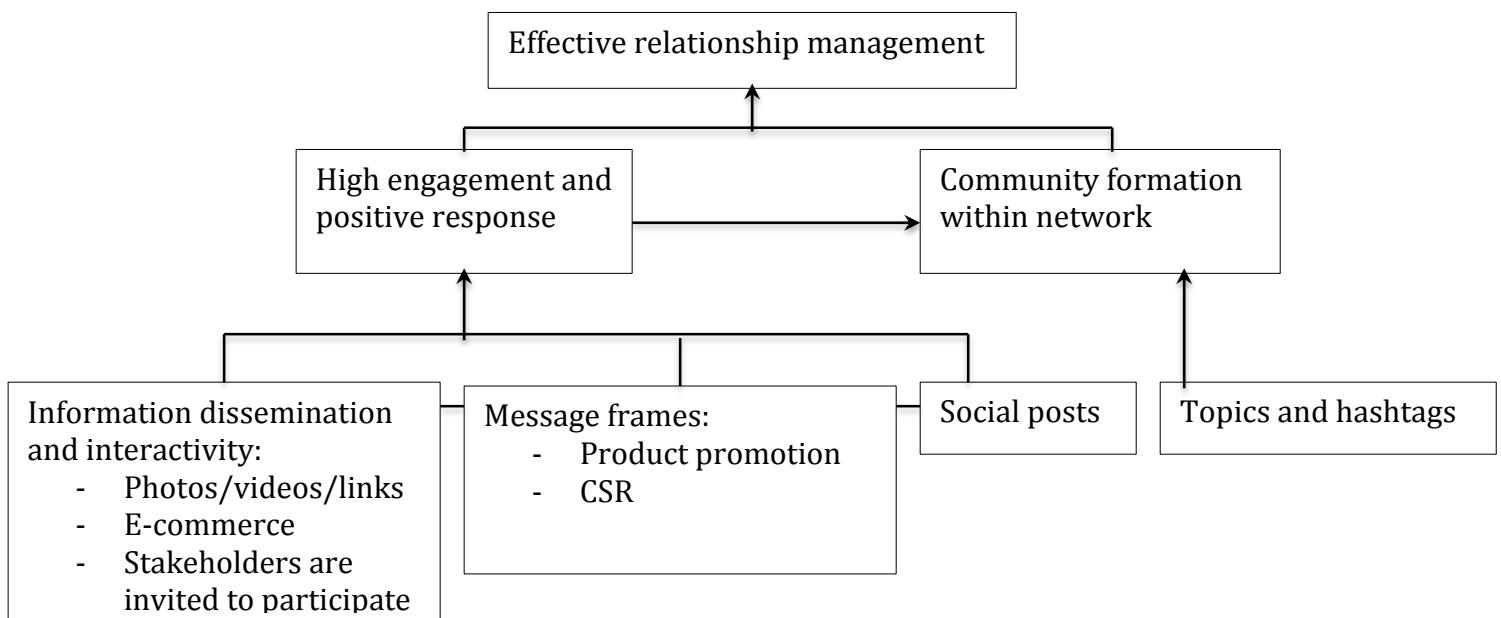 Effective relationship management
High engagement and
positive response
Community formation
within network
Information dissemination
and interactivity:
- Photos/videos/links
- E-commerce
- Stakeholders are
invited to participate
Message frames:
- Product promotion
- CSR
Social posts
Topics and hashtags